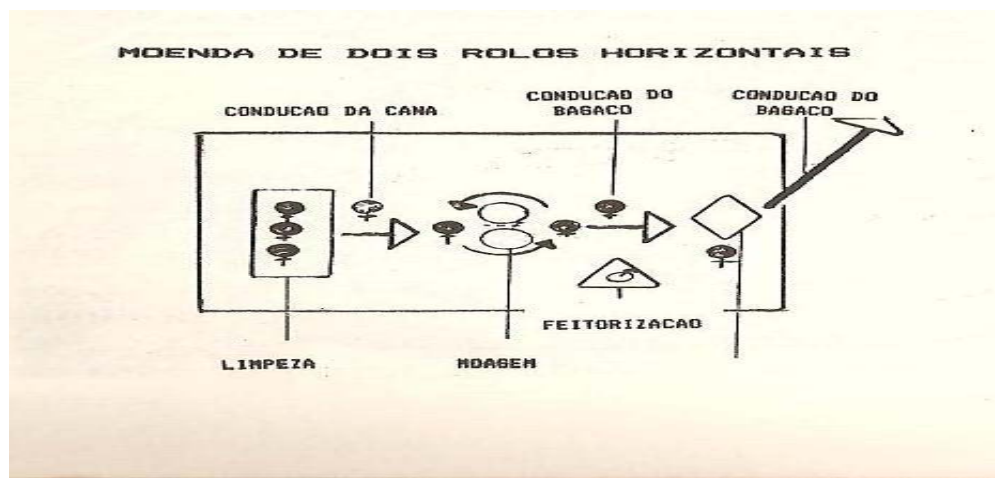 MOENDA DE DOIS ROLOS HORIZONTAIS
CONDUCAO DA CANA
CONDUCAO DO
BAGACO
CONDUCAO DO
BAGACO
FEITORIZACAO
LIMPEZA
MOAGEM